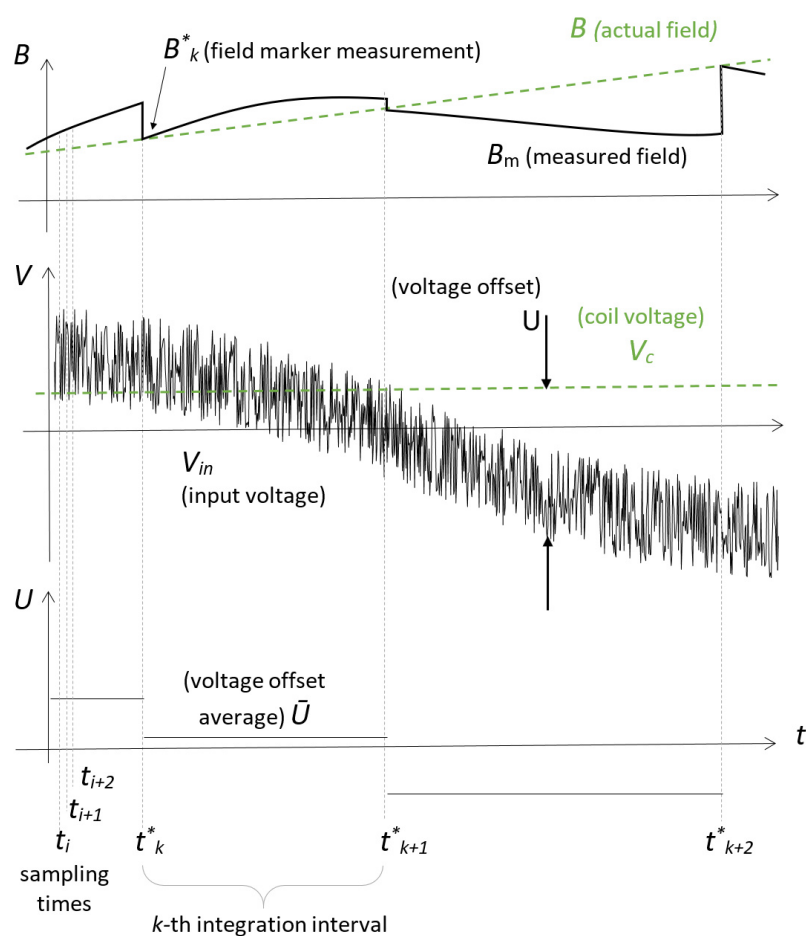 B (actual field)
B*k (field marker measurement)
B
Bm (measured field)
V
(voltage offset)
U
(coil voltage)
Vc
Vin
(input voltage)
U
(voltage offset
average) Ū
t
ti+2
ti+1
ti
t*k
t*k+1
t*k+2
sampling
times
k-th integration interval